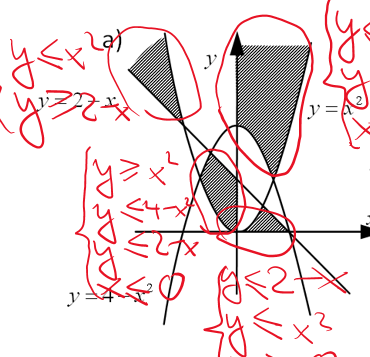 a)
y ≤ x²
y
y ≤
y
y = 2 - x
y ≥ 2 - x
y = x²
y ≥ x²
y ≤ 4 - x²
y ≤ 2 - x
x ≤ 0
y = 4 - x²
y ≤ 2 - x
y ≤ x²